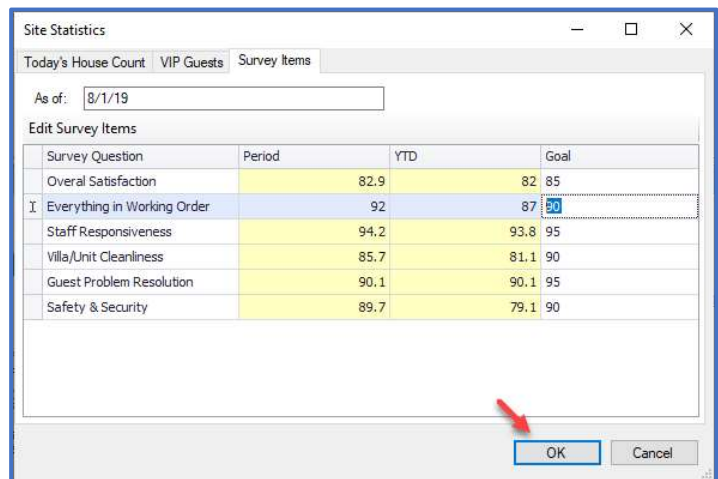 Site Statistics
Today's House Count VIP Guests Survey Items
As of: 8/1/19
Edit Survey Items
Survey Question Period YTD Goal
Overal Satisfaction 82.9 82 85
Everything in Working Order 92 87 90
Staff Responsiveness 94.2 93.8 95
Villa/Unit Cleanliness 85.7 81.1 90
Guest Problem Resolution 90.1 90.1 95
Safety & Security 89.7 79.1 90
OK Cancel